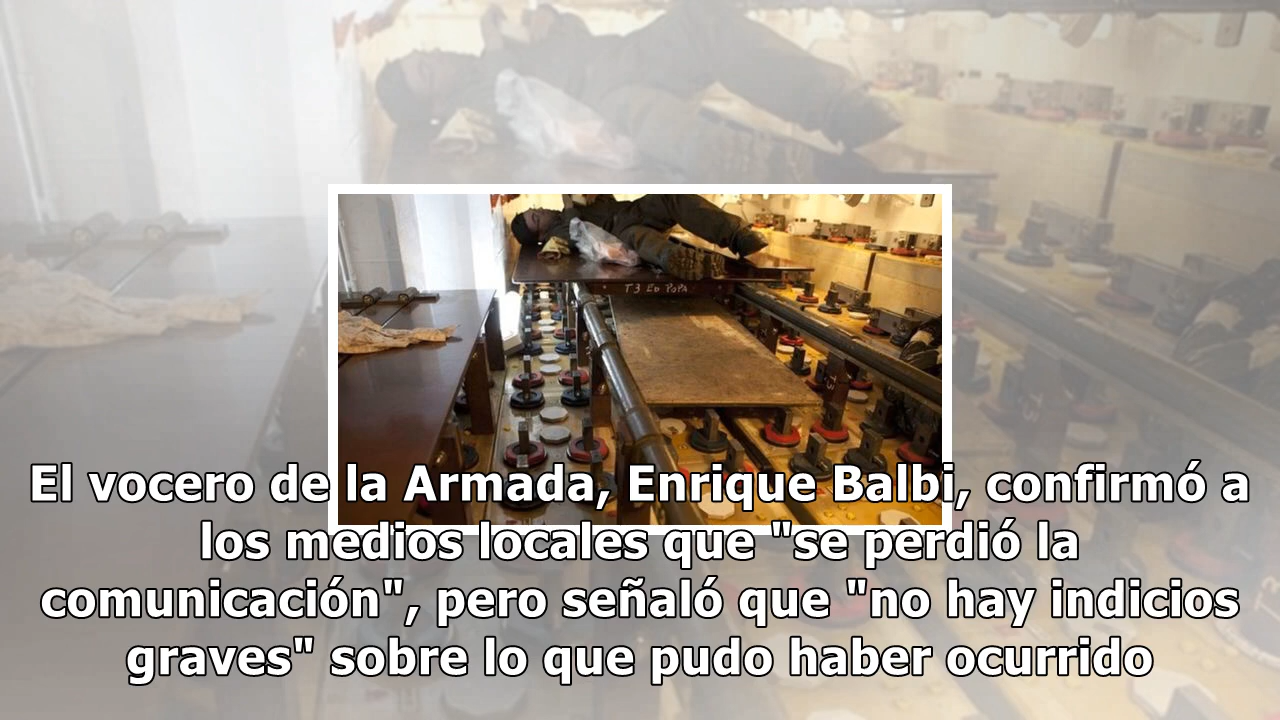 T3 Eb PoPA
El vocero de la Armada, Enrique Balbi, confirmó a
los medios locales que "se perdió la
comunicación", pero señaló que "no hay indicios
graves" sobre lo que pudo haber ocurrido